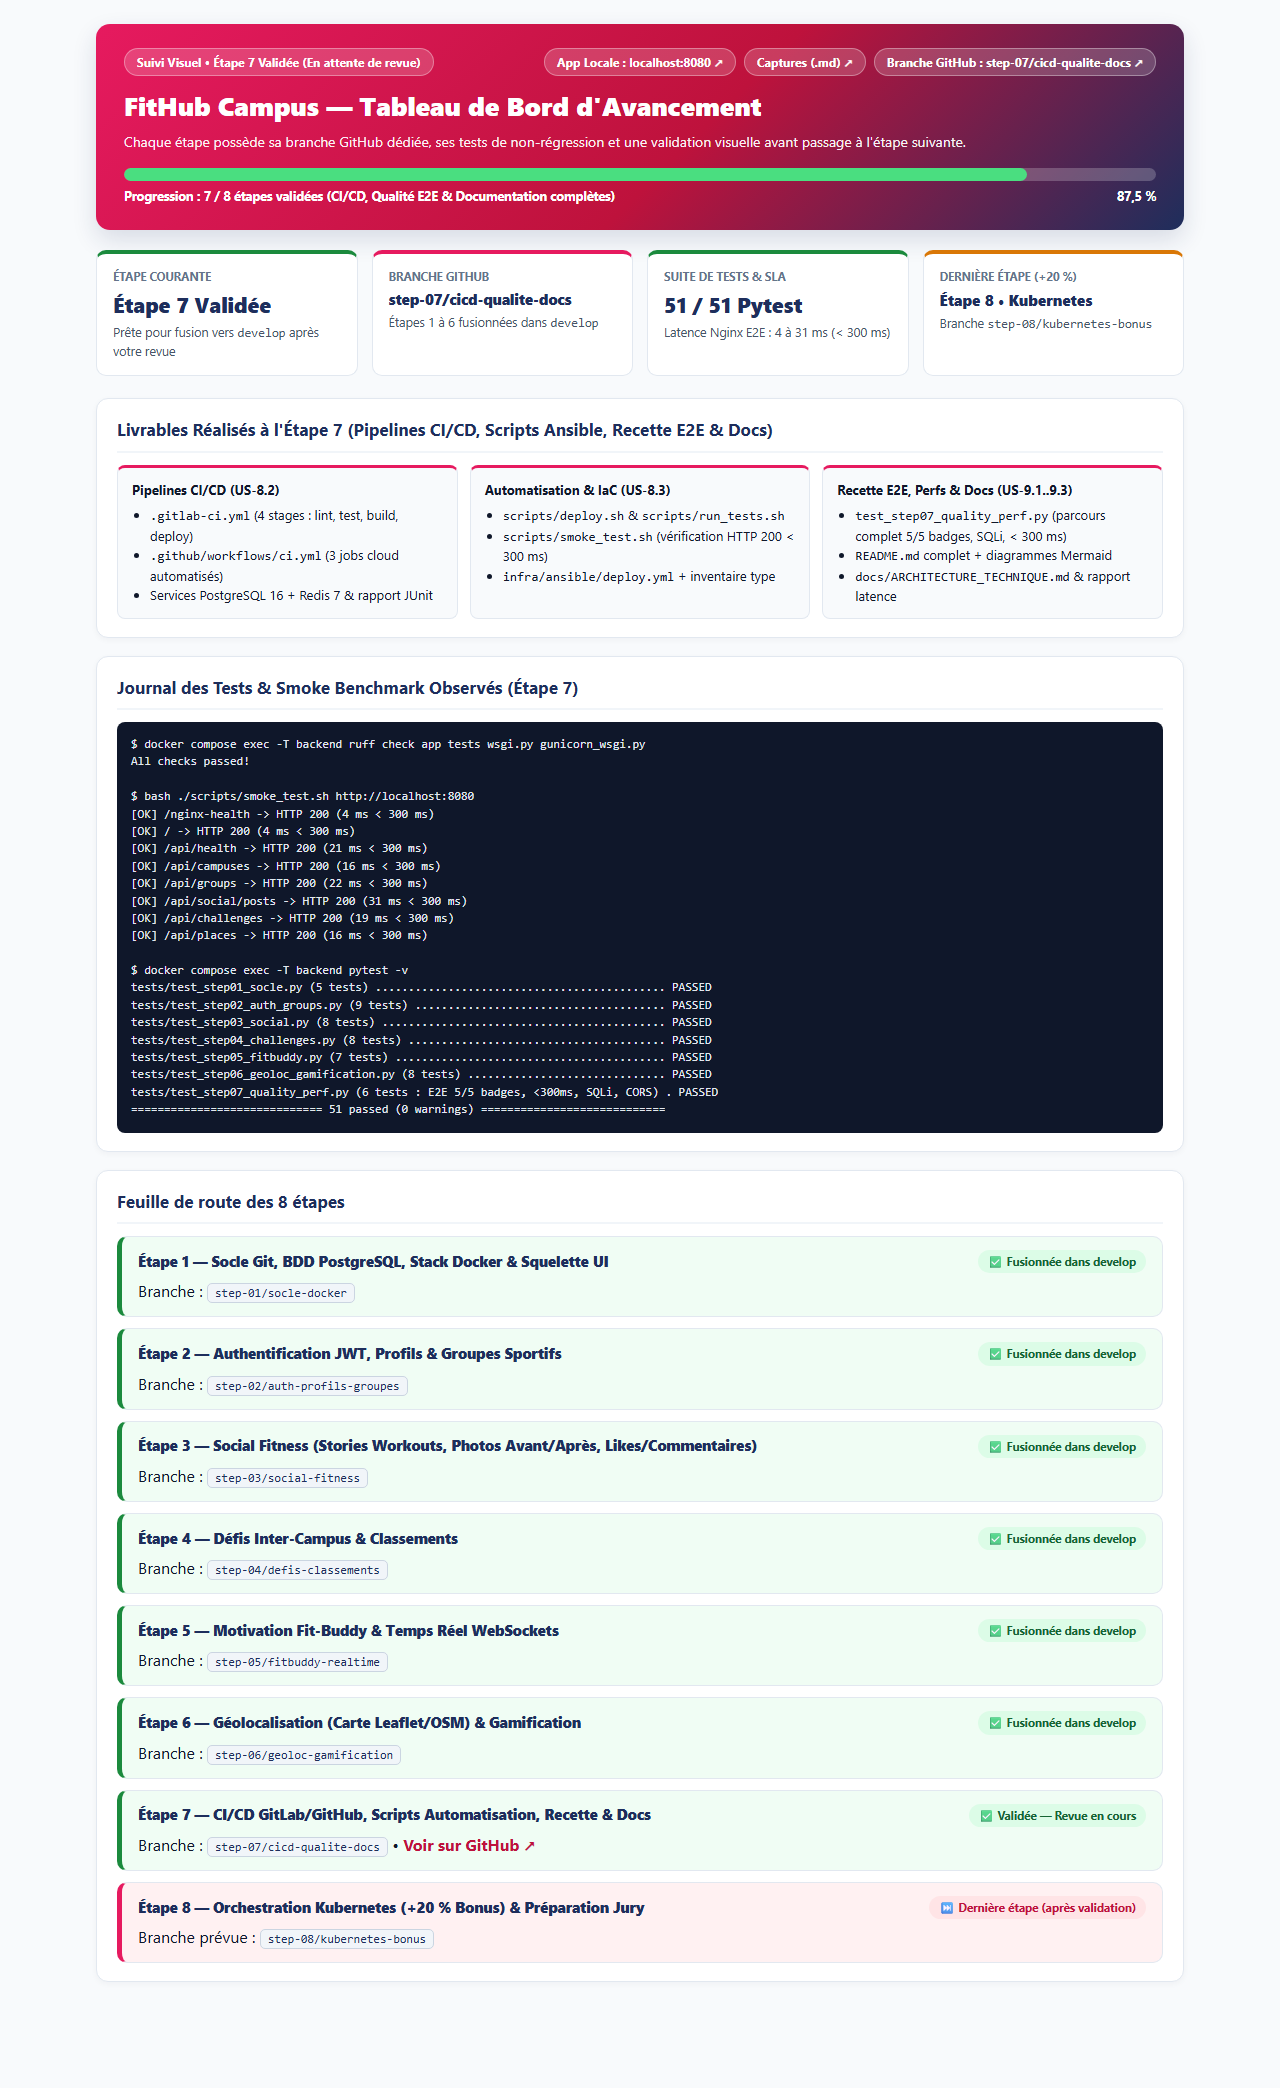 Suivi Visuel • Étape 7 Validée (En attente de revue)
App Locale : localhost:8080 ↗
Captures (.md) ↗
Branche GitHub : step-07/cicd-qualite-docs ↗
FitHub Campus — Tableau de Bord d'Avancement
Chaque étape possède sa branche GitHub dédiée, ses tests de non-régression et une validation visuelle avant passage à l'étape suivante.
Progression : 7 / 8 étapes validées (CI/CD, Qualité E2E & Documentation complètes)
87,5 %
ÉTAPE COURANTE
Étape 7 Validée
Prête pour fusion vers develop après
votre revue
BRANCHE GITHUB
step-07/cicd-qualite-docs
Étapes 1 à 6 fusionnées dans develop
SUITE DE TESTS & SLA
51 / 51 Pytest
Latence Nginx E2E : 4 à 31 ms (< 300 ms)
DERNIÈRE ÉTAPE (+20 %)
Étape 8 • Kubernetes
Branche step-08/kubernetes-bonus
Livrables Réalisés à l'Étape 7 (Pipelines CI/CD, Scripts Ansible, Recette E2E & Docs)
Pipelines CI/CD (US-8.2)
• .gitlab-ci.yml (4 stages : lint, test, build,
deploy)
• .github/workflows/ci.yml (3 jobs cloud
automatisés)
• Services PostgreSQL 16 + Redis 7 & rapport JUnit
Automatisation & IaC (US-8.3)
• scripts/deploy.sh & scripts/run_tests.sh
• scripts/smoke_test.sh (vérification HTTP 200 <
300 ms)
• infra/ansible/deploy.yml + inventaire type
Recette E2E, Perfs & Docs (US-9.1..9.3)
• test_step07_quality_perf.py (parcours
complet 5/5 badges, SQLi, < 300 ms)
• README.md complet + diagrammes Mermaid
• docs/ARCHITECTURE_TECHNIQUE.md & rapport
latence
Journal des Tests & Smoke Benchmark Observés (Étape 7)
$ docker compose exec -T backend ruff check app tests wsgi.py gunicorn_wsgi.py
All checks passed!
$ bash ./scripts/smoke_test.sh http://localhost:8080
[OK] /nginx-health -> HTTP 200 (4 ms < 300 ms)
[OK] / -> HTTP 200 (4 ms < 300 ms)
[OK] /api/health -> HTTP 200 (21 ms < 300 ms)
[OK] /api/campuses -> HTTP 200 (16 ms < 300 ms)
[OK] /api/groups -> HTTP 200 (22 ms < 300 ms)
[OK] /api/social/posts -> HTTP 200 (31 ms < 300 ms)
[OK] /api/challenges -> HTTP 200 (19 ms < 300 ms)
[OK] /api/places -> HTTP 200 (16 ms < 300 ms)
$ docker compose exec -T backend pytest -v
tests/test_step01_socle.py (5 tests) ............................................ PASSED
tests/test_step02_auth_groups.py (9 tests) ...................................... PASSED
tests/test_step03_social.py (8 tests) ........................................... PASSED
tests/test_step04_challenges.py (8 tests) ....................................... PASSED
tests/test_step05_fitbuddy.py (7 tests) ......................................... PASSED
tests/test_step06_geoloc_gamification.py (8 tests) .............................. PASSED
tests/test_step07_quality_perf.py (6 tests : E2E 5/5 badges, <300ms, SQLi, CORS) . PASSED
============================= 51 passed (0 warnings) ============================
Feuille de route des 8 étapes
Étape 1 — Socle Git, BDD PostgreSQL, Stack Docker & Squelette UI
✅ Fusionnée dans develop
Branche : step-01/socle-docker
Étape 2 — Authentification JWT, Profils & Groupes Sportifs
✅ Fusionnée dans develop
Branche : step-02/auth-profils-groupes
Étape 3 — Social Fitness (Stories Workouts, Photos Avant/Après, Likes/Commentaires)
✅ Fusionnée dans develop
Branche : step-03/social-fitness
Étape 4 — Défis Inter-Campus & Classements
✅ Fusionnée dans develop
Branche : step-04/defis-classements
Étape 5 — Motivation Fit-Buddy & Temps Réel WebSockets
✅ Fusionnée dans develop
Branche : step-05/fitbuddy-realtime
Étape 6 — Géolocalisation (Carte Leaflet/OSM) & Gamification
✅ Fusionnée dans develop
Branche : step-06/geoloc-gamification
Étape 7 — CI/CD GitLab/GitHub, Scripts Automatisation, Recette & Docs
✅ Validée — Revue en cours
Branche : step-07/cicd-qualite-docs • Voir sur GitHub ↗
Étape 8 — Orchestration Kubernetes (+20 % Bonus) & Préparation Jury
⏭️ Dernière étape (après validation)
Branche prévue : step-08/kubernetes-bonus